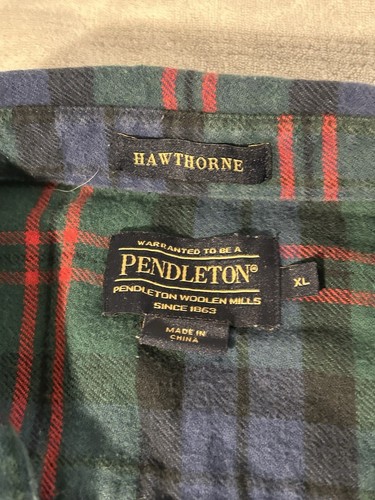 HAWTHORNE
WARRANTED TO BE A
PENDLETON®
PENDLETON WOOLEN MILLS
SINCE 1863
XL
MADE IN
CHINA